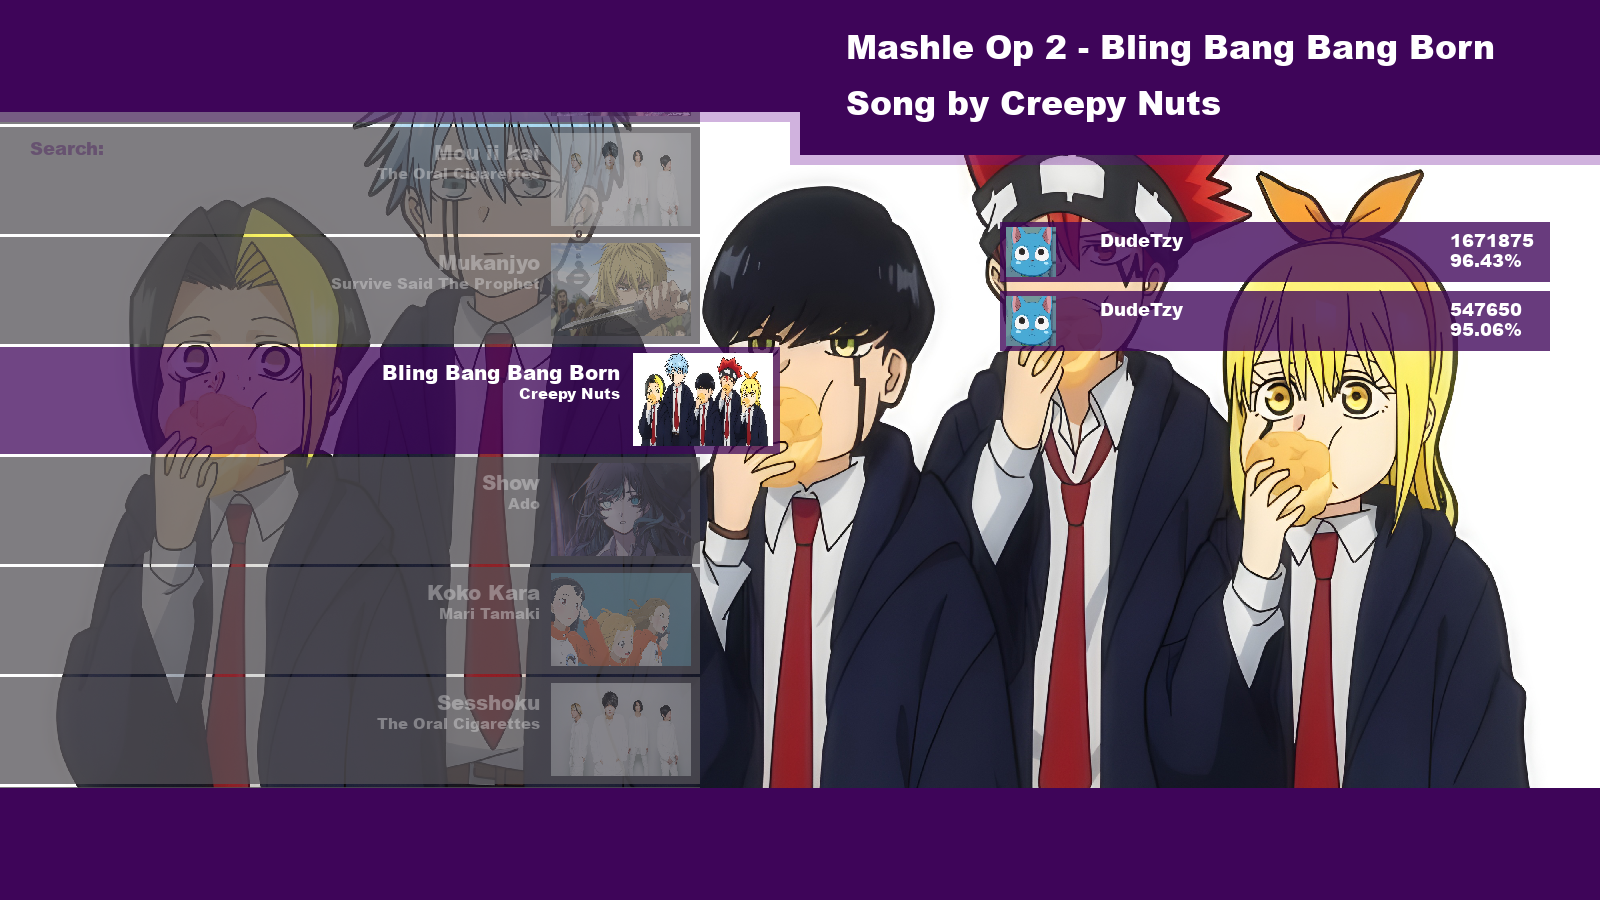 Mashle Op 2 - Bling Bang Bang Born
Song by Creepy Nuts
Search:
Mou ii kai
The Oral Cigarettes
Mukanjyo
Survive Said The Prophet
Bling Bang Bang Born
Creepy Nuts
Show
Ado
Koko Kara
Mari Tamaki
Sesshoku
The Oral Cigarettes
DudeTzy 1671875
96.43%
DudeTzy 547650
95.06%